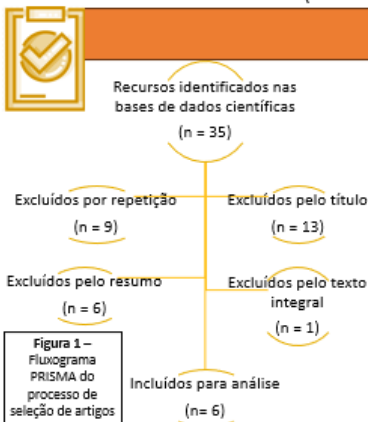 Recursos identificados nas
bases de dados científicas
(n = 35)
Excluídos por repetição
(n = 9)
Excluídos pelo título
(n = 13)
Excluídos pelo resumo
(n = 6)
Excluídos pelo texto
integral
(n = 1)
Figura 1 –
Fluxograma
PRISMA do
processo de
seleção de artigos
Incluídos para análise
(n= 6)